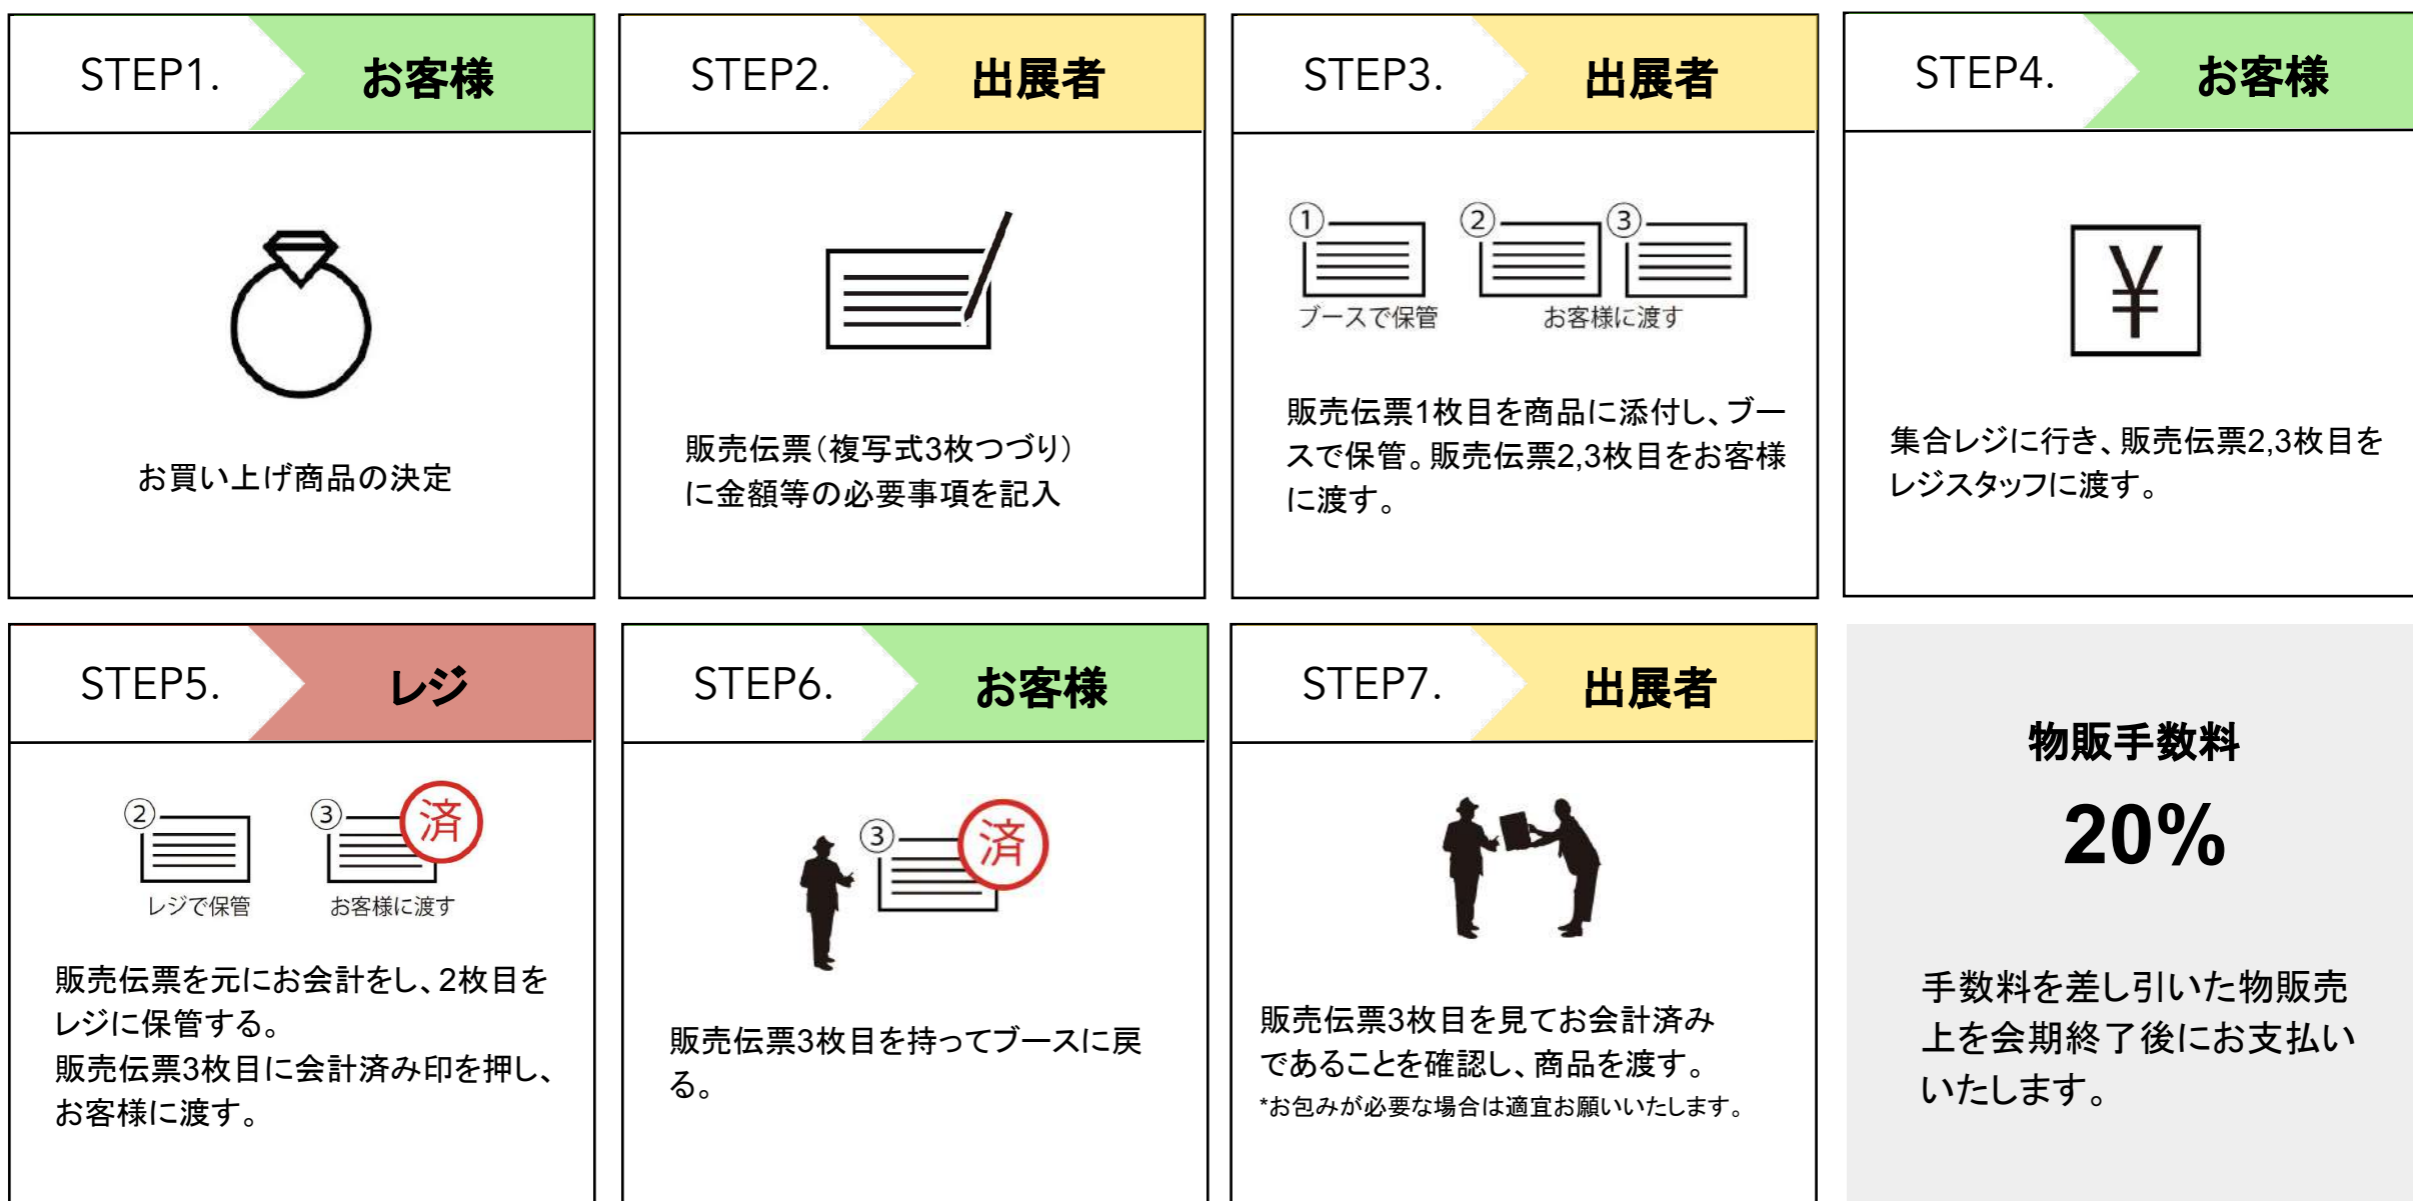 STEP1.
お客様
お買い上げ商品の決定
STEP2.
出展者
販売伝票（複写式3枚つづり）
に金額等の必要事項を記入
STEP3.
出展者
①
②
③
ブースで保管
お客様に渡す
販売伝票1枚目を商品に添付し、ブー
スで保管。販売伝票2,3枚目をお客様
に渡す。
STEP4.
お客様
¥
集合レジに行き、販売伝票2,3枚目を
レジスタッフに渡す。
STEP5.
レジ
②
③
済
レジで保管
お客様に渡す
販売伝票を元にお会計をし、2枚目を
レジに保管する。
販売伝票3枚目に会計済み印を押し、
お客様に渡す。
STEP6.
お客様
③
済
販売伝票3枚目を持ってブースに戻
る。
STEP7.
出展者
販売伝票3枚目を見てお会計済み
であることを確認し、商品を渡す。
*お包みが必要な場合は適宜お願いいたします。
物販手数料
20%
手数料を差し引いた物販売
上を会期終了後にお支払い
いたします。